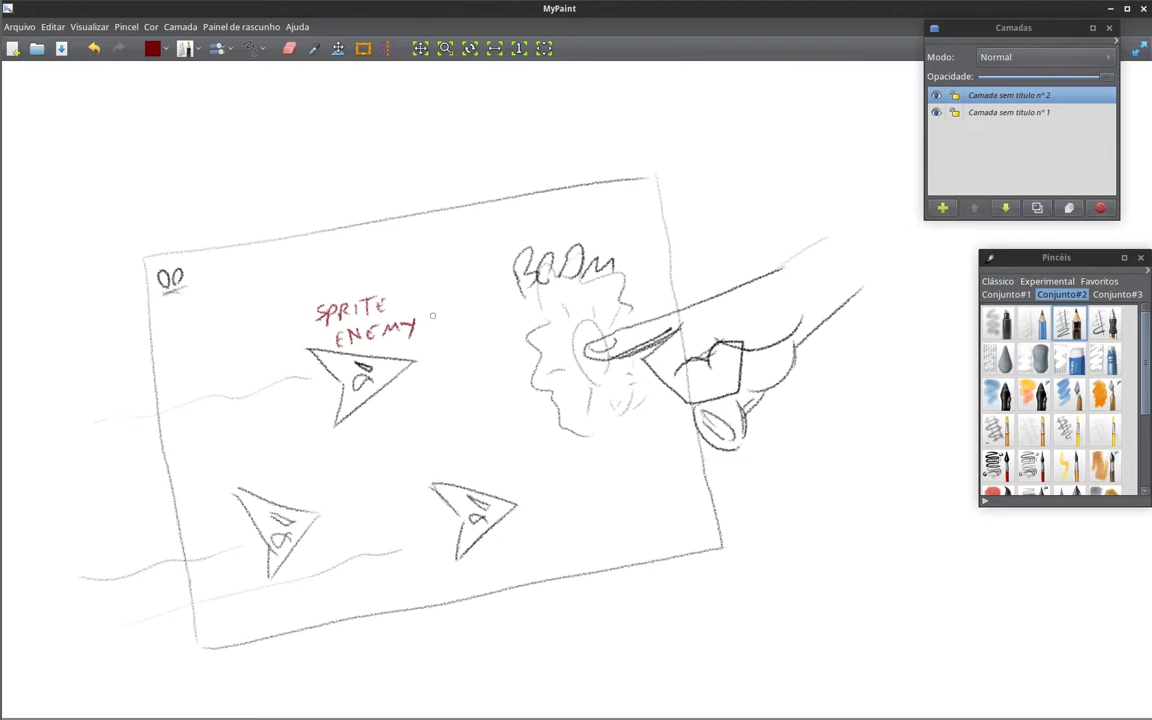 MyPaint
Arquivo Editar Visualizar Pincel Cor Camada Painel de rascunho Ajuda
Camadas
Modo: Normal
Opacidade:
Camada sem título nº 2
Camada sem título nº 1
Pincéis
Clássico Experimental Favoritos
Conjunto#1 Conjunto#2 Conjunto#3
00
BOOM
SPRITE
ENEMY